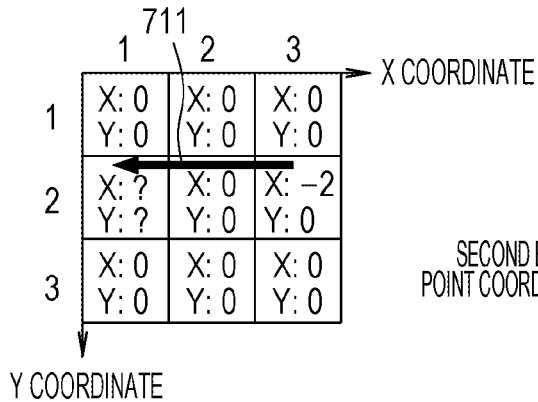 711
1 2 3
X COORDINATE
1
X: 0 X: 0 X: 0
Y: 0 Y: 0 Y: 0
2
X: ? X: 0 X: −2
Y: ? Y: 0 Y: 0
3
X: 0 X: 0 X: 0
Y: 0 Y: 0 Y: 0
SECOND
POINT
Y COORDINATE